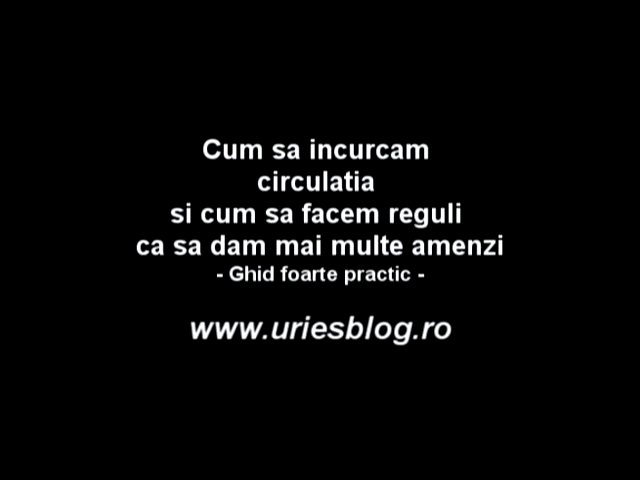 Cum sa incurcam
circulatia
si cum sa facem reguli
ca sa dam mai multe amenzi
- Ghid foarte practic -
www.uriesblog.ro